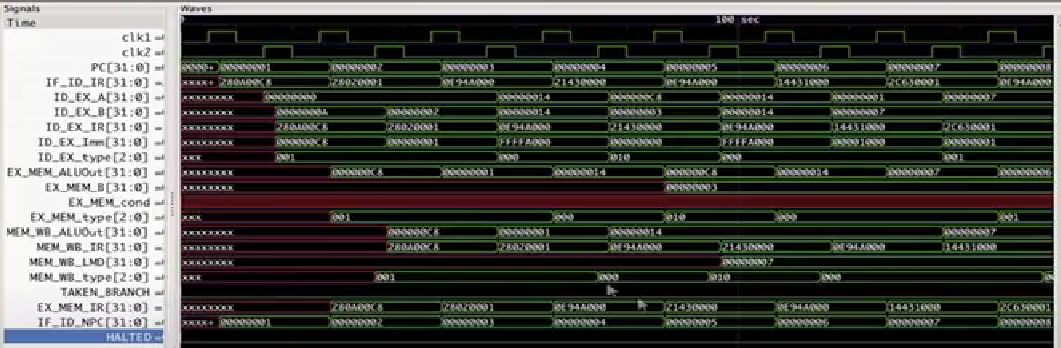 Signals Waves
Time 100 sec
clk1
clk2
PC[31:0] 0000+ 00000001 00000002 00000003 00000004 00000005 00000006 00000007 00000008
IF_ID_IR[31:0] xxxx+ 280A00C8 28020001 0E94A000 21430000 0E94A000 14431000 2C630001 0E94A000
ID_EX_A[31:0] xxxxxxxx 00000000 00000014 000000C8 00000014 00000001 00000007
ID_EX_B[31:0] xxxxxxxx 0000000A 00000002 00000014 00000003 00000014 00000007
ID_EX_IR[31:0] xxxxxxxx 280A00C8 28020001 0E94A000 21430000 0E94A000 14431000 2C630001
ID_EX_Imm[31:0] xxxxxxxx 000000C8 00000001 FFFFA000 00000000 FFFFA000 00001000 00000001
ID_EX_type[2:0] xxx 001 000 010 000 001
EX_MEM_ALUOut[31:0] xxxxxxxx 000000C8 00000001 00000014 000000C8 00000014 00000007 00000006
EX_MEM_B[31:0] xxxxxxxx 00000003
EX_MEM_cond
EX_MEM_type[2:0] xxx 001 000 010 000 001
MEM_WB_ALUOut[31:0] xxxxxxxx 000000C8 00000001 00000014 00000007
MEM_WB_IR[31:0] xxxxxxxx 280A00C8 28020001 0E94A000 21430000 0E94A000 14431000
MEM_WB_LMD[31:0] xxxxxxxx 00000007
MEM_WB_type[2:0] xxx 001 000 010 000
TAKEN_BRANCH
EX_MEM_IR[31:0] xxxxxxxx 280A00C8 28020001 0E94A000 21430000 0E94A000 14431000 2C630001
IF_ID_NPC[31:0] xxxx+ 00000001 00000002 00000003 00000004 00000005 00000006 00000007 00000008
HALTED